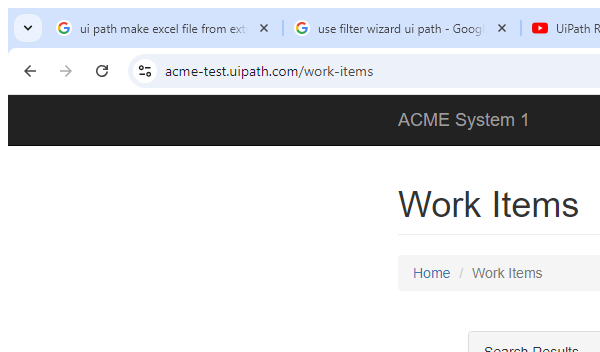 ui path make excel file from ext
use filter wizard ui path - Goog
UiPath R
acme-test.uipath.com/work-items
ACME System 1
Work Items
Home / Work Items
Search Results